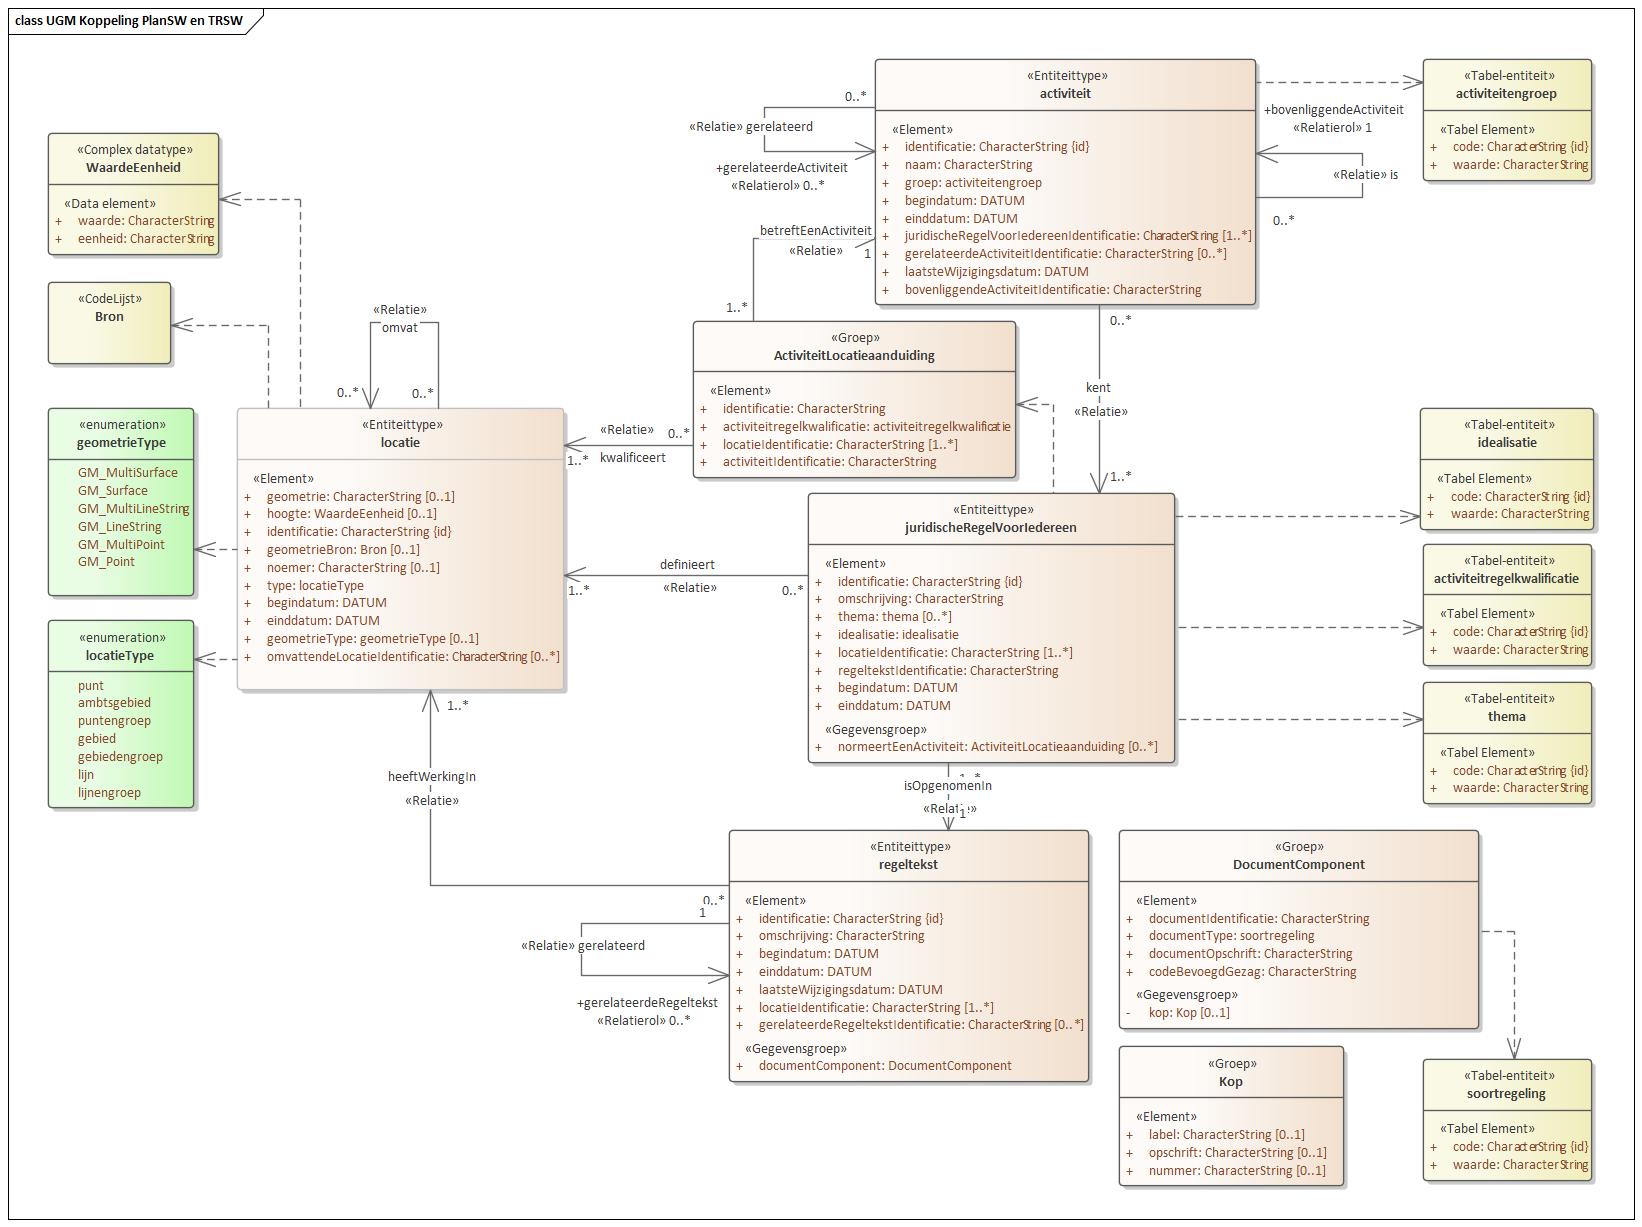 class UGM Koppeling PlanSW en TRSW
«Complex datatype»
WaardeEenheid
«Data element»
+ waarde: CharacterString
+ eenheid: CharacterString
«CodeLijst»
Bron
«enumeration»
geometrieType
GM_MultiSurface
GM_Surface
GM_MultiLineString
GM_LineString
GM_MultiPoint
GM_Point
«enumeration»
locatieType
punt
ambtsgebied
puntengroep
gebied
gebiedengroep
lijn
lijnengroep
«Relatie»
omvat
0..*
0..*
«Entiteittype»
locatie
«Element»
+ geometrie: CharacterString [0..1]
+ hoogte: WaardeEenheid [0..1]
+ identificatie: CharacterString {id}
+ geometrieBron: Bron [0..1]
+ noemer: CharacterString [0..1]
+ type: locatieType
+ begindatum: DATUM
+ einddatum: DATUM
+ geometrieType: geometrieType [0..1]
+ omvattendeLocatieIdentificatie: CharacterString [0..*]
0..*
«Relatie» gerelateerd
+gerelateerdeActiviteit
«Relatierol» 0..*
«Entiteittype»
activiteit
«Element»
+ identificatie: CharacterString {id}
+ naam: CharacterString
+ groep: activiteitengroep
+ begindatum: DATUM
+ einddatum: DATUM
+ juridischeRegelVoorIedereenIdentificatie: CharacterString [1..*]
+ gerelateerdeActiviteitIdentificatie: CharacterString [0..*]
+ laatsteWijzigingsdatum: DATUM
+ bovenliggendeActiviteitIdentificatie: CharacterString
+bovenliggendeActiviteit
«Relatierol» 1
«Relatie» is
0..*
«Tabel-entiteit»
activiteitengroep
«Tabel Element»
+ code: CharacterString {id}
+ waarde: CharacterString
betreftEenActiviteit
«Relatie»
1
1..*
«Groep»
ActiviteitLocatieaanduiding
«Element»
+ identificatie: CharacterString
+ activiteitregelkwalificatie: activiteitregelkwalificatie
+ locatieIdentificatie: CharacterString [1..*]
+ activiteitIdentificatie: CharacterString
«Relatie»
0..*
1..*
kwalificeert
0..*
kent
«Relatie»
1..*
«Entiteittype»
juridischeRegelVoorIedereen
«Element»
+ identificatie: CharacterString {id}
+ omschrijving: CharacterString
+ thema: thema [0..*]
+ idealisatie: idealisatie
+ locatieIdentificatie: CharacterString [1..*]
+ regeltekstIdentificatie: CharacterString
+ begindatum: DATUM
+ einddatum: DATUM
«Gegevensgroep»
+ normeertEenActiviteit: ActiviteitLocatieaanduiding [0..*]
definieert
1..*
«Relatie»
0..*
«Tabel-entiteit»
idealisatie
«Tabel Element»
+ code: CharacterString {id}
+ waarde: CharacterString
«Tabel-entiteit»
activiteitregelkwalificatie
«Tabel Element»
+ code: CharacterString {id}
+ waarde: CharacterString
«Tabel-entiteit»
thema
«Tabel Element»
+ code: CharacterString {id}
+ waarde: CharacterString
1..*
heeftWerkingIn
«Relatie»
0..*
1..*
isOpgenomenIn
«Relatie»
1
«Entiteittype»
regeltekst
«Element»
+ identificatie: CharacterString {id}
+ omschrijving: CharacterString
+ begindatum: DATUM
+ einddatum: DATUM
+ laatsteWijzigingsdatum: DATUM
+ locatieIdentificatie: CharacterString [1..*]
+ gerelateerdeRegeltekstIdentificatie: CharacterString [0..*]
«Gegevensgroep»
+ documentComponent: DocumentComponent
1
«Relatie» gerelateerd
+gerelateerdeRegeltekst
«Relatierol» 0..*
«Groep»
DocumentComponent
«Element»
+ documentIdentificatie: CharacterString
+ documentType: soortregeling
+ documentOpschrift: CharacterString
+ codeBevoegdGezag: CharacterString
«Gegevensgroep»
- kop: Kop [0..1]
«Groep»
Kop
«Element»
+ label: CharacterString [0..1]
+ opschrift: CharacterString [0..1]
+ nummer: CharacterString [0..1]
«Tabel-entiteit»
soortregeling
«Tabel Element»
+ code: CharacterString {id}
+ waarde: CharacterString